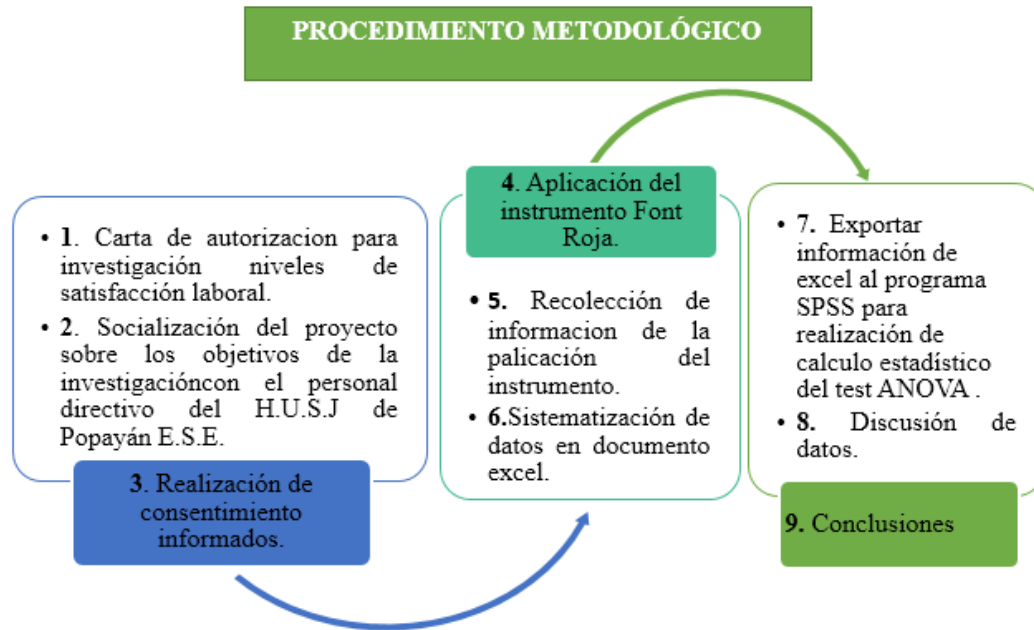 PROCEDIMIENTO METODOLÓGICO
• 1. Carta de autorizacion para
investigación niveles de
satisfacción laboral.
• 2. Socialización del proyecto
sobre los objetivos de la
investigacióncon el personal
directivo del H.U.S.J de
Popayán E.S.E.
3. Realización de
consentimiento
informados.
4. Aplicación del
instrumento Font
Roja.
• 5. Recolección de
informacion de la
palicación del
instrumento.
• 6.Sistematización de
datos en documento
excel.
• 7. Exportar
información de
excel al programa
SPSS para
realización de
calculo estadístico
del test ANOVA .
• 8. Discusión de
datos.
9. Conclusiones